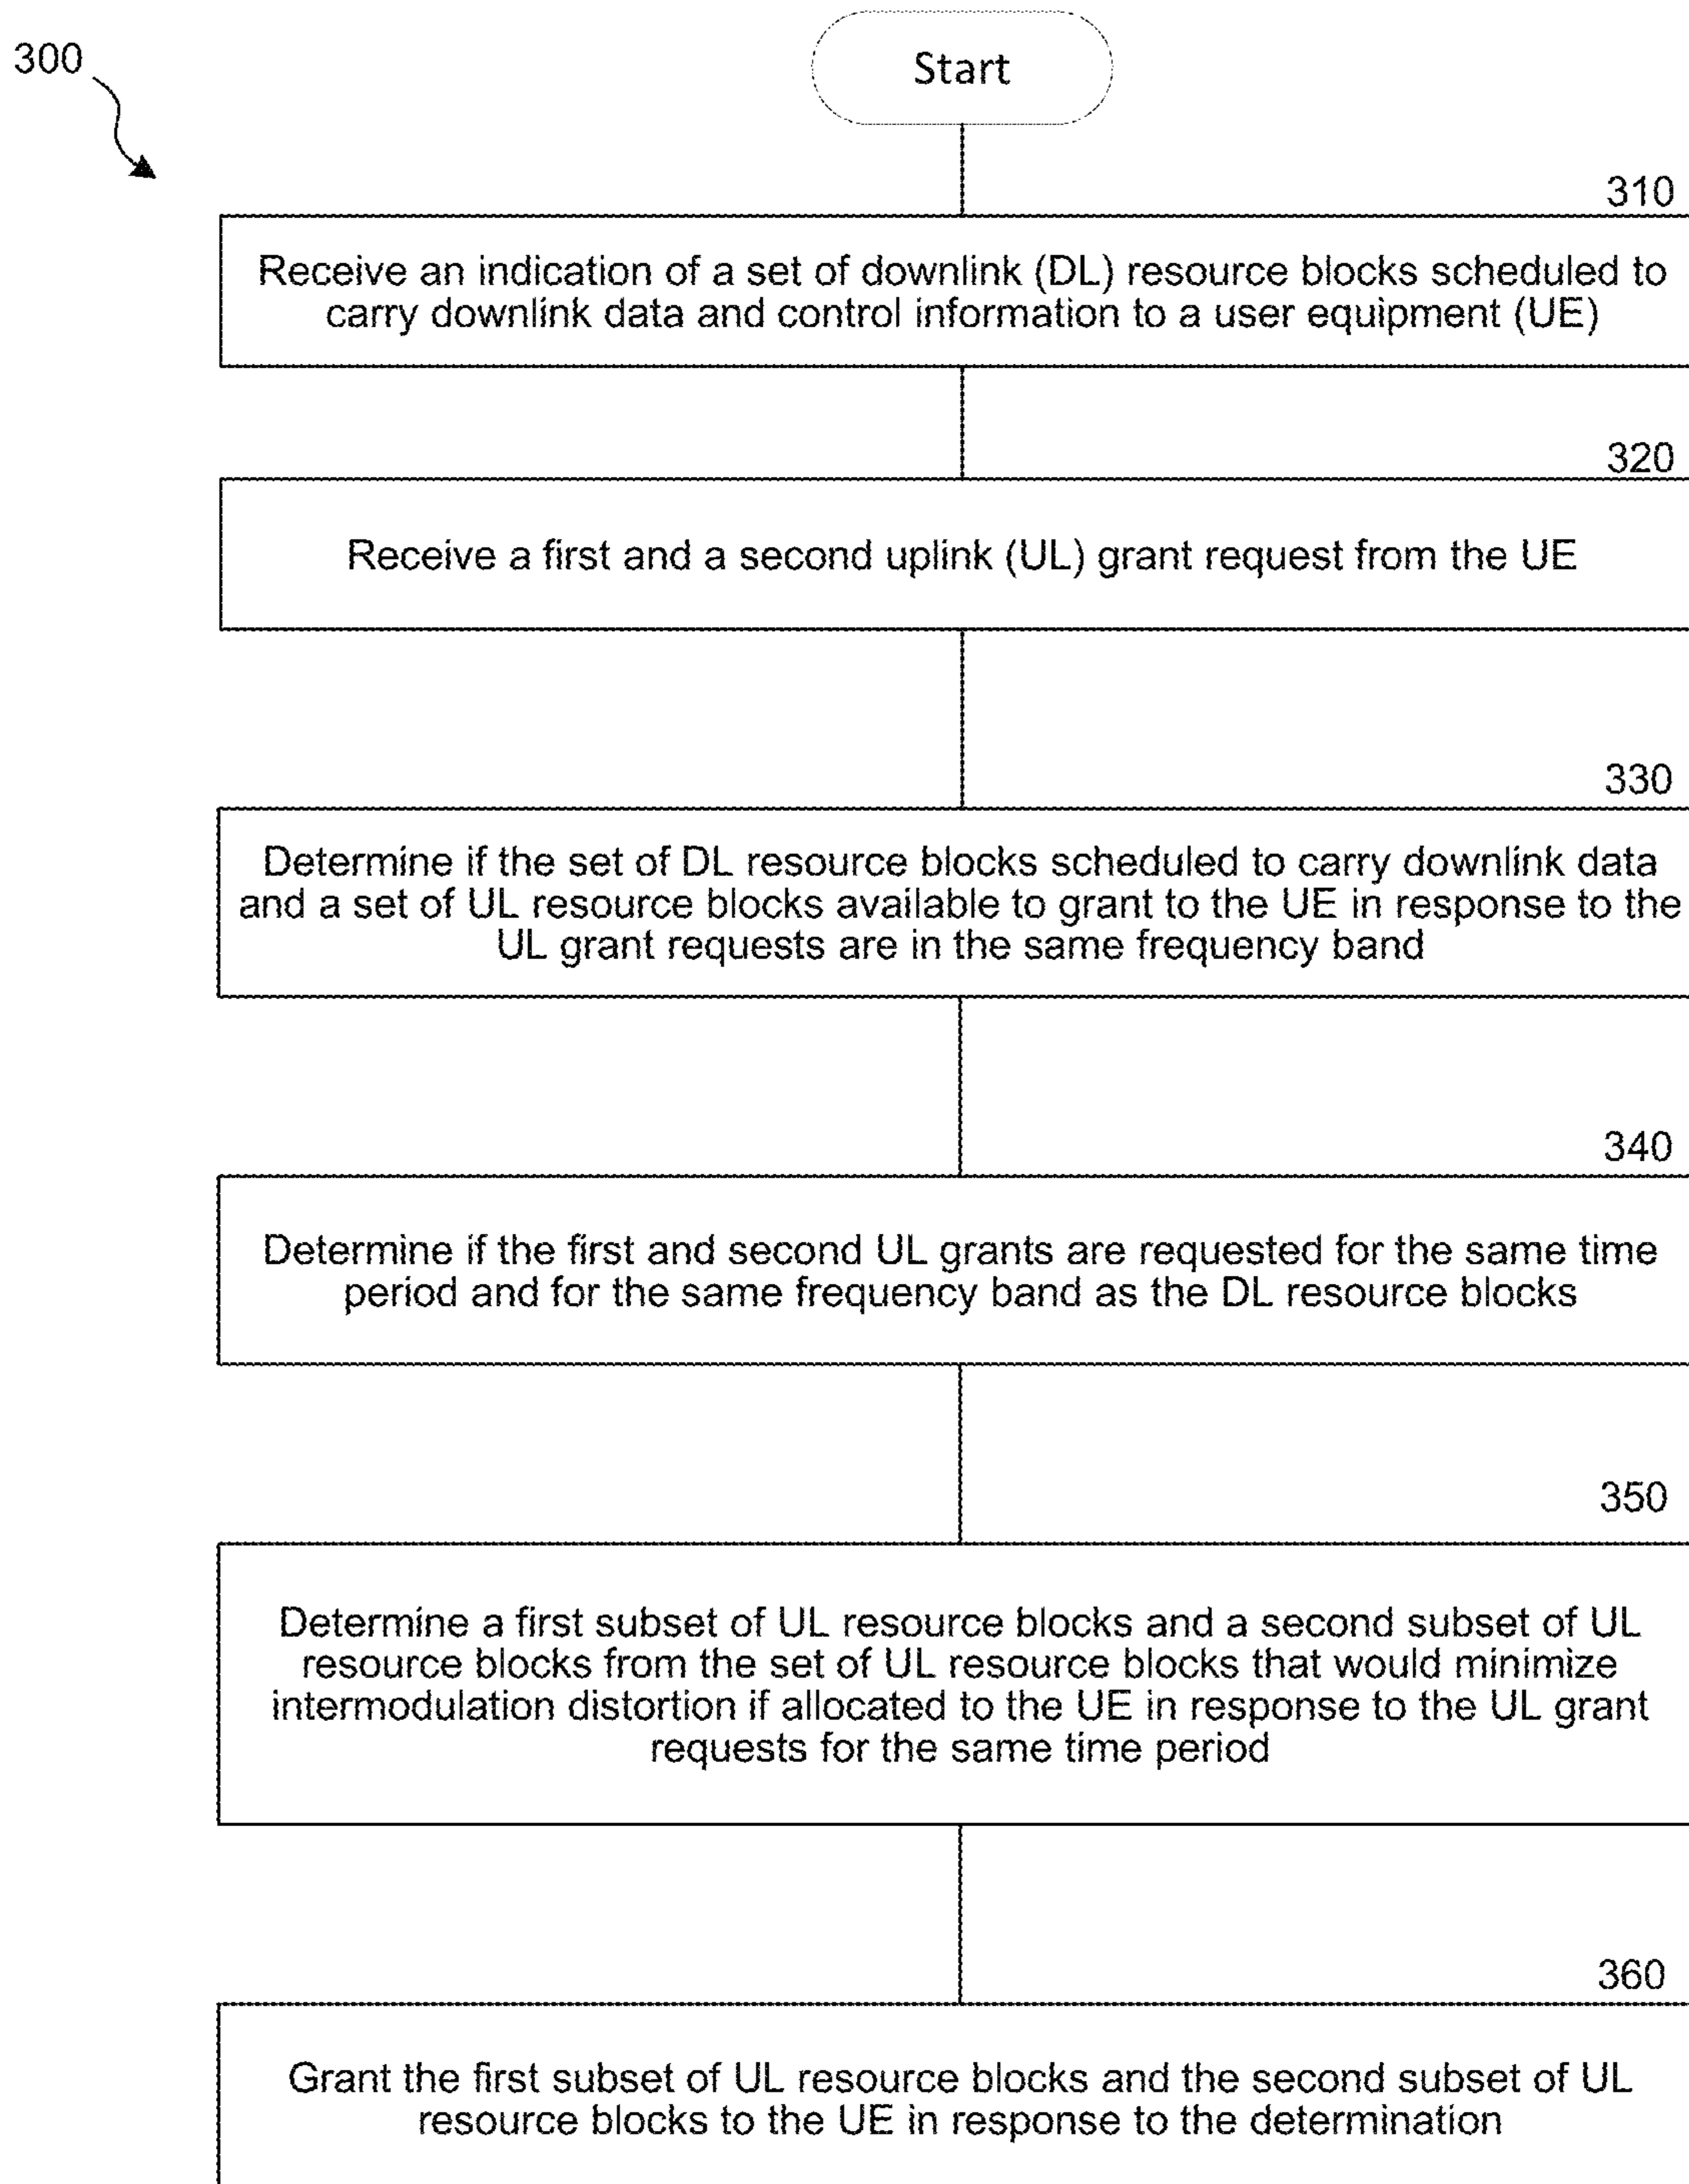 300
Start
310
Receive an indication of a set of downlink (DL) resource blocks scheduled to
carry downlink data and control information to a user equipment (UE)
320
Receive a first and a second uplink (UL) grant request from the UE
330
Determine if the set of DL resource blocks scheduled to carry downlink data
and a set of UL resource blocks available to grant to the UE in response to the
UL grant requests are in the same frequency band
340
Determine if the first and second UL grants are requested for the same time
period and for the same frequency band as the DL resource blocks
350
Determine a first subset of UL resource blocks and a second subset of UL
resource blocks from the set of UL resource blocks that would minimize
intermodulation distortion if allocated to the UE in response to the UL grant
requests for the same time period
360
Grant the first subset of UL resource blocks and the second subset of UL
resource blocks to the UE in response to the determination